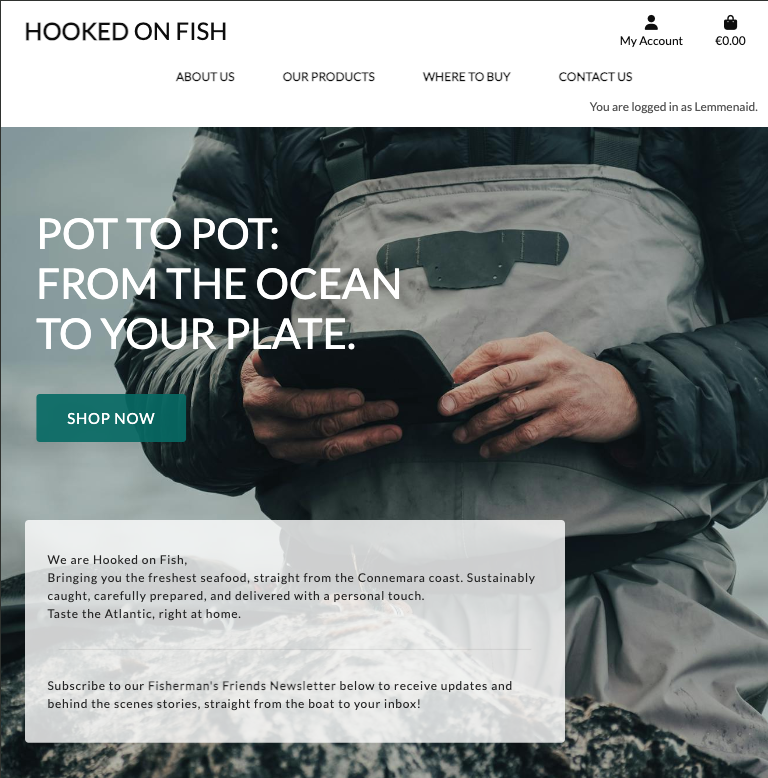 HOOKED ON FISH
My Account
€0.00
ABOUT US
OUR PRODUCTS
WHERE TO BUY
CONTACT US
You are logged in as Lemmenaid.
POT TO POT:
FROM THE OCEAN
TO YOUR PLATE.
SHOP NOW
We are Hooked on Fish,
Bringing you the freshest seafood, straight from the Connemara coast. Sustainably
caught, carefully prepared, and delivered with a personal touch.
Taste the Atlantic, right at home.
Subscribe to our Fisherman's Friends Newsletter below to receive updates and
behind the scenes stories, straight from the boat to your inbox!